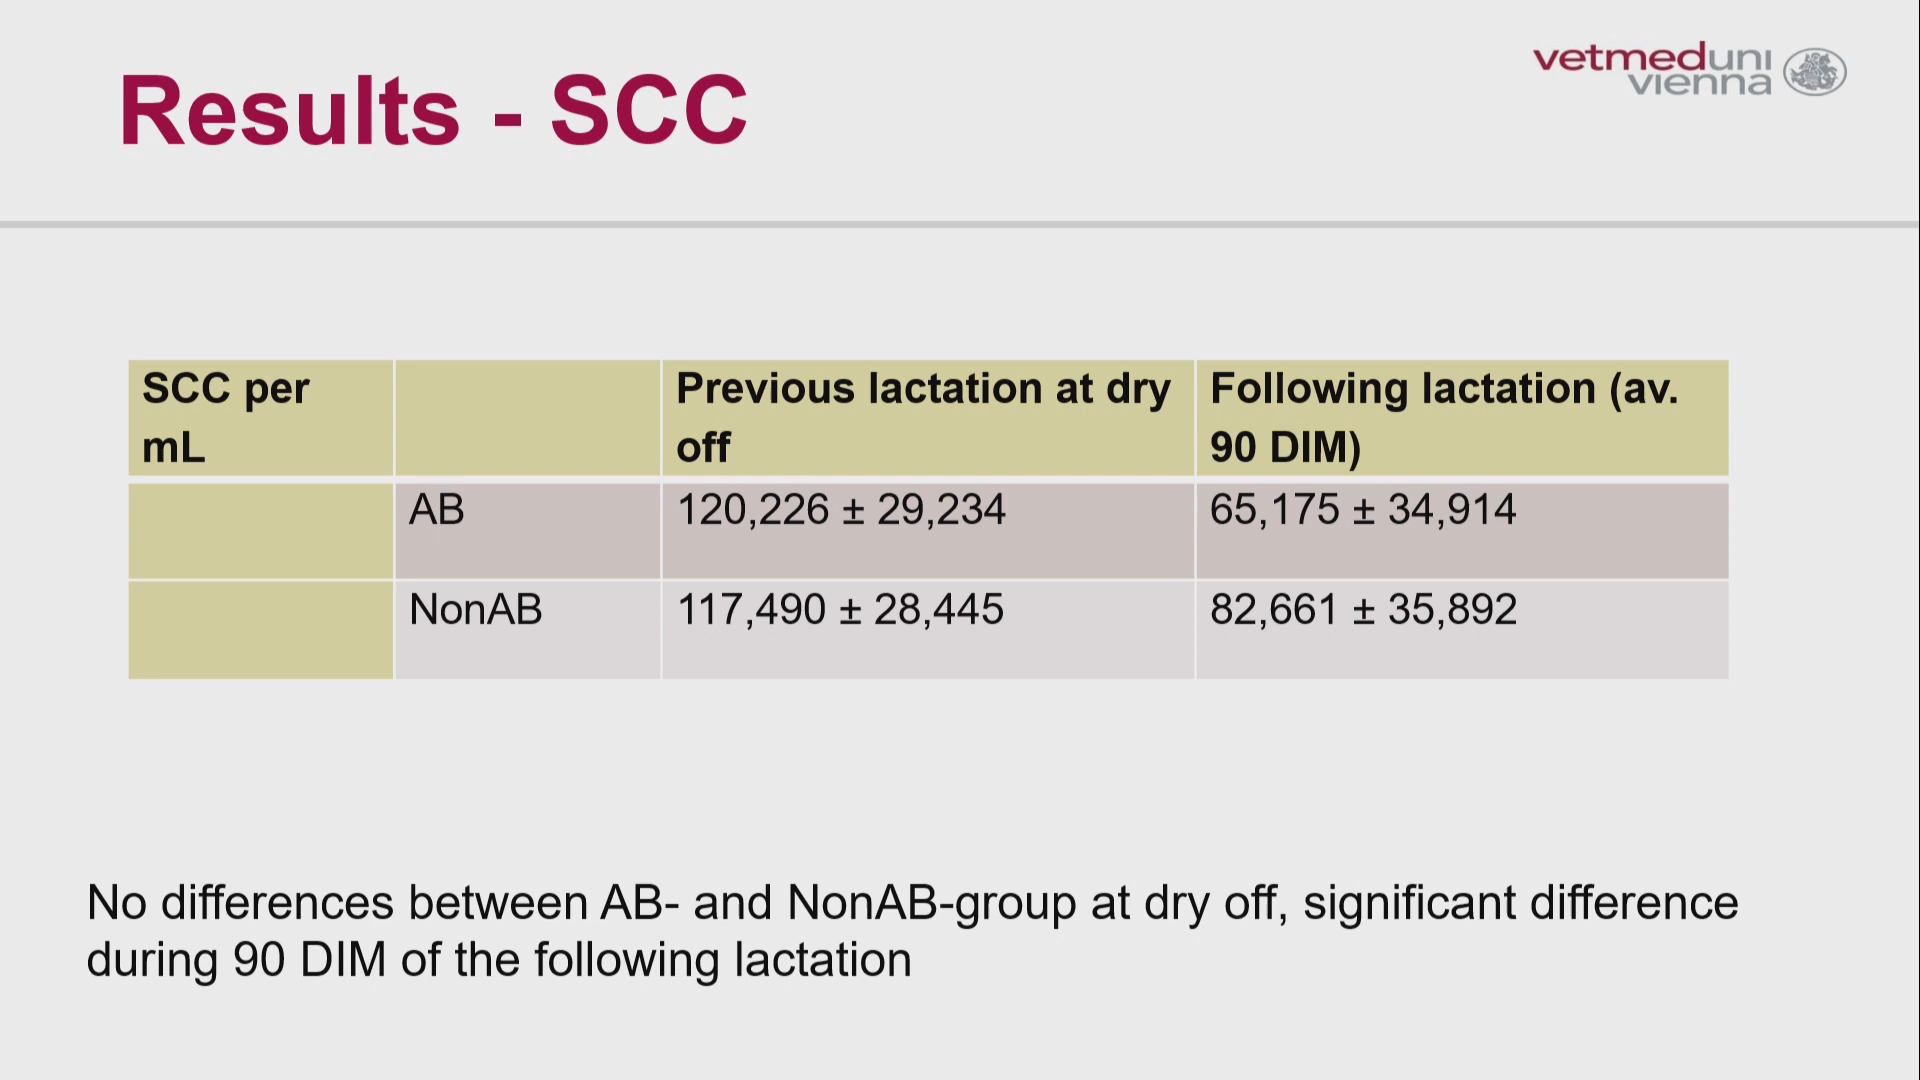 Results - SCC
vetmeduni
vienna
SCC per
mL
Previous lactation at dry
off
Following lactation (av.
90 DIM)
AB
120,226 ± 29,234
65,175 ± 34,914
NonAB
117,490 ± 28,445
82,661 ± 35,892
No differences between AB- and NonAB-group at dry off, significant difference
during 90 DIM of the following lactation